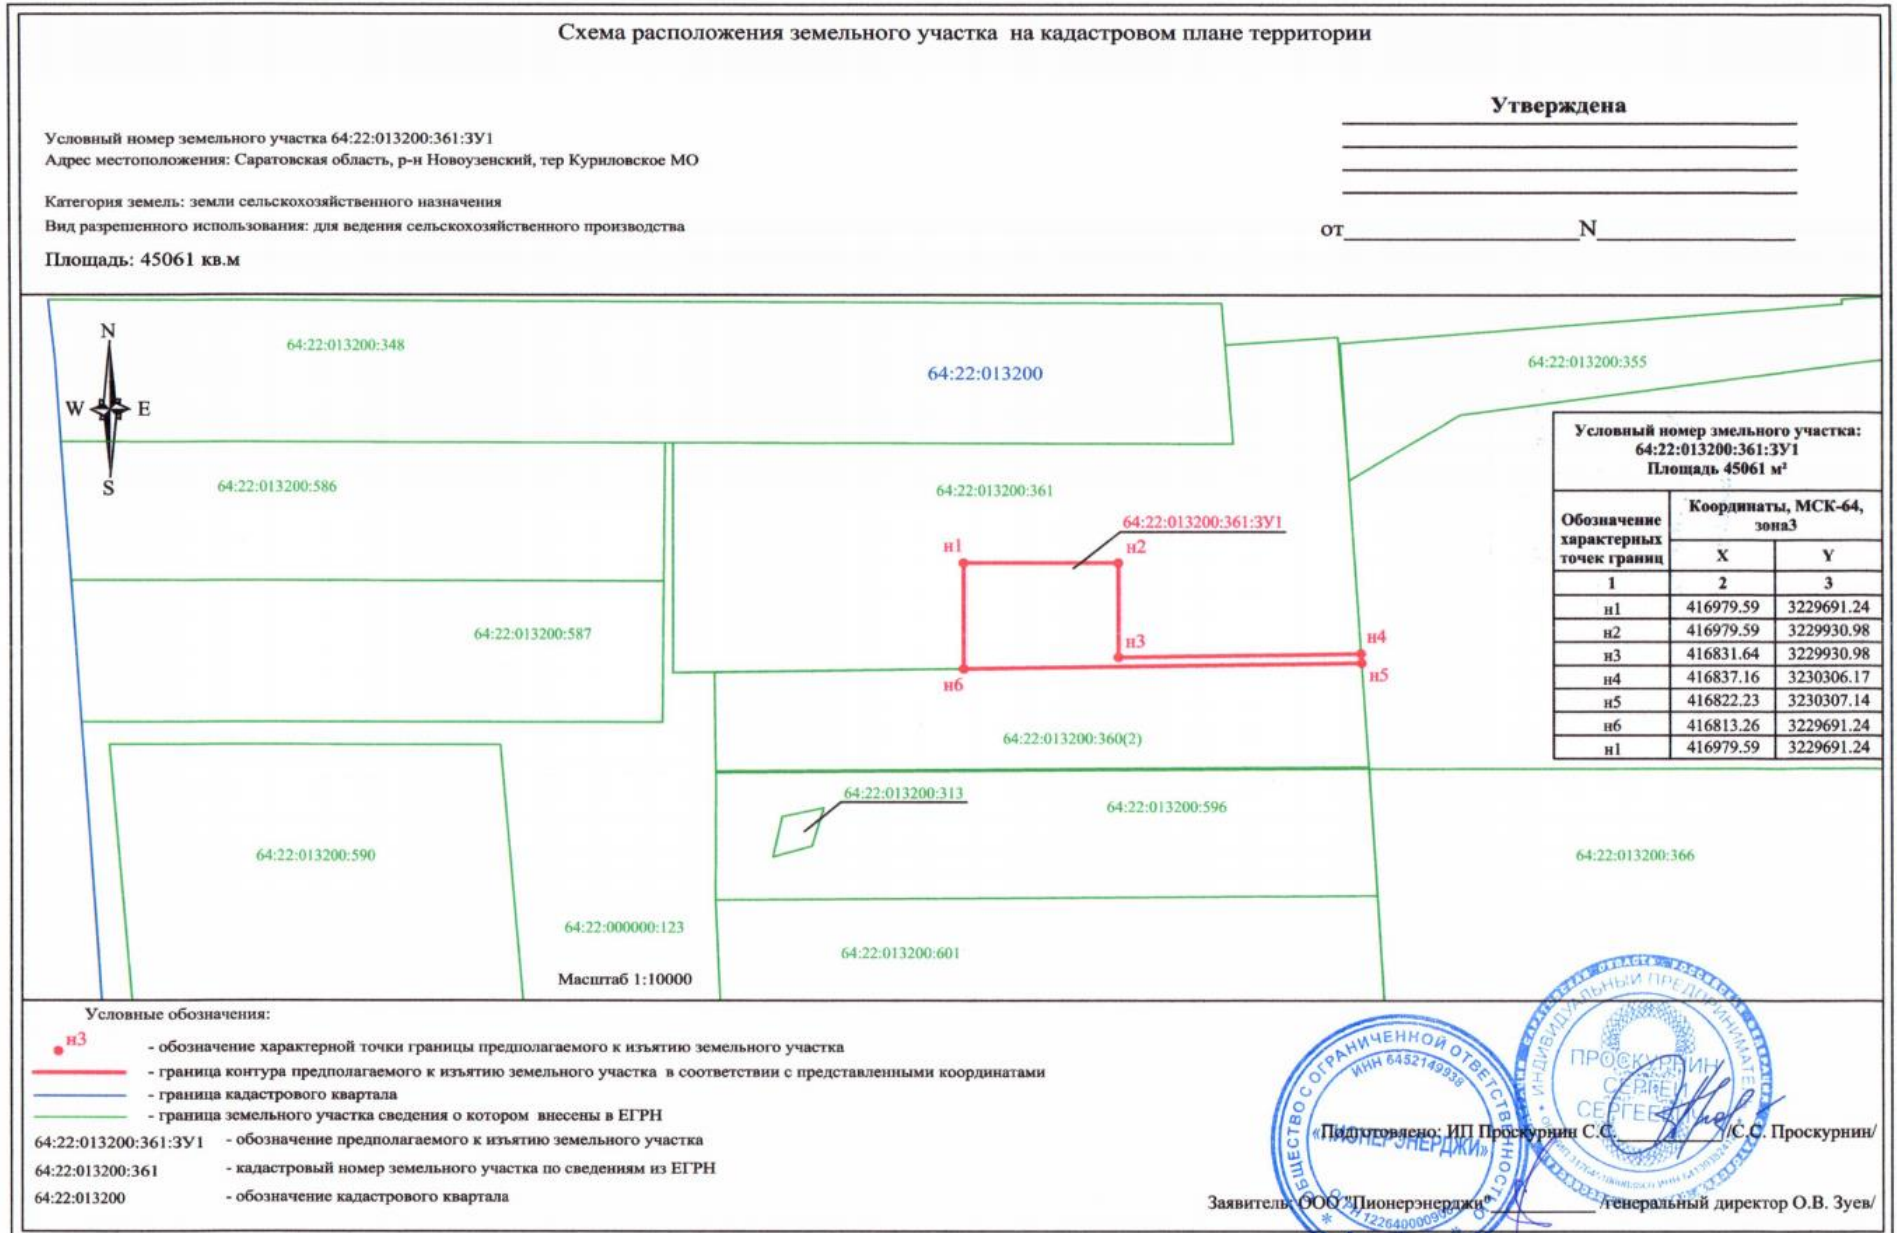 Схема расположения земельного участка на кадастровом плане территории
Утверждена
Условный номер земельного участка 64:22:013200:361:ЗУ1
Адрес местоположения: Саратовская область, р-н Новоузенский, тер Куриловское МО
Категория земель: земли сельскохозяйственного назначения
Вид разрешенного использования: для ведения сельскохозяйственного производства
от N
Площадь: 45061 кв.м
N
W E
S
64:22:013200:348
64:22:013200
64:22:013200:355
64:22:013200:586
64:22:013200:361
64:22:013200:361:ЗУ1
н1
н2
н3
н4
н5
н6
64:22:013200:587
64:22:013200:360(2)
64:22:013200:313
64:22:013200:596
64:22:013200:590
64:22:013200:366
64:22:000000:123
64:22:013200:601
Масштаб 1:10000
Условный номер змельного участка:
64:22:013200:361:ЗУ1
Площадь 45061 м²
Обозначение характерных точек границ
Координаты, МСК-64, зона3
X Y
1 2 3
н1 416979.59 3229691.24
н2 416979.59 3229930.98
н3 416831.64 3229930.98
н4 416837.16 3230306.17
н5 416822.23 3230307.14
н6 416813.26 3229691.24
н1 416979.59 3229691.24
Условные обозначения:
н3 - обозначение характерной точки границы предполагаемого к изъятию земельного участка
- граница контура предполагаемого к изъятию земельного участка в соответствии с представленными координатами
- граница кадастрового квартала
- граница земельного участка сведения о котором внесены в ЕГРН
64:22:013200:361:ЗУ1 - обозначение предполагаемого к изъятию земельного участка
64:22:013200:361 - кадастровый номер земельного участка по сведениям из ЕГРН
64:22:013200 - обозначение кадастрового квартала
Подготовлено: ИП Проскурнин С.С. /С.С. Проскурнин/
Заявитель: ООО "Пионерэнерджи" /генеральный директор О.В. Зуев/
ОБЩЕСТВО С ОГРАНИЧЕННОЙ ОТВЕТСТВЕННОСТЬЮ
ИНН 6452149938
«ПИОНЕРЭНЕРДЖИ»
ИНДИВИДУАЛЬНЫЙ ПРЕДПРИНИМАТЕЛЬ
ПРОСКУРНИН
СЕРГЕЙ